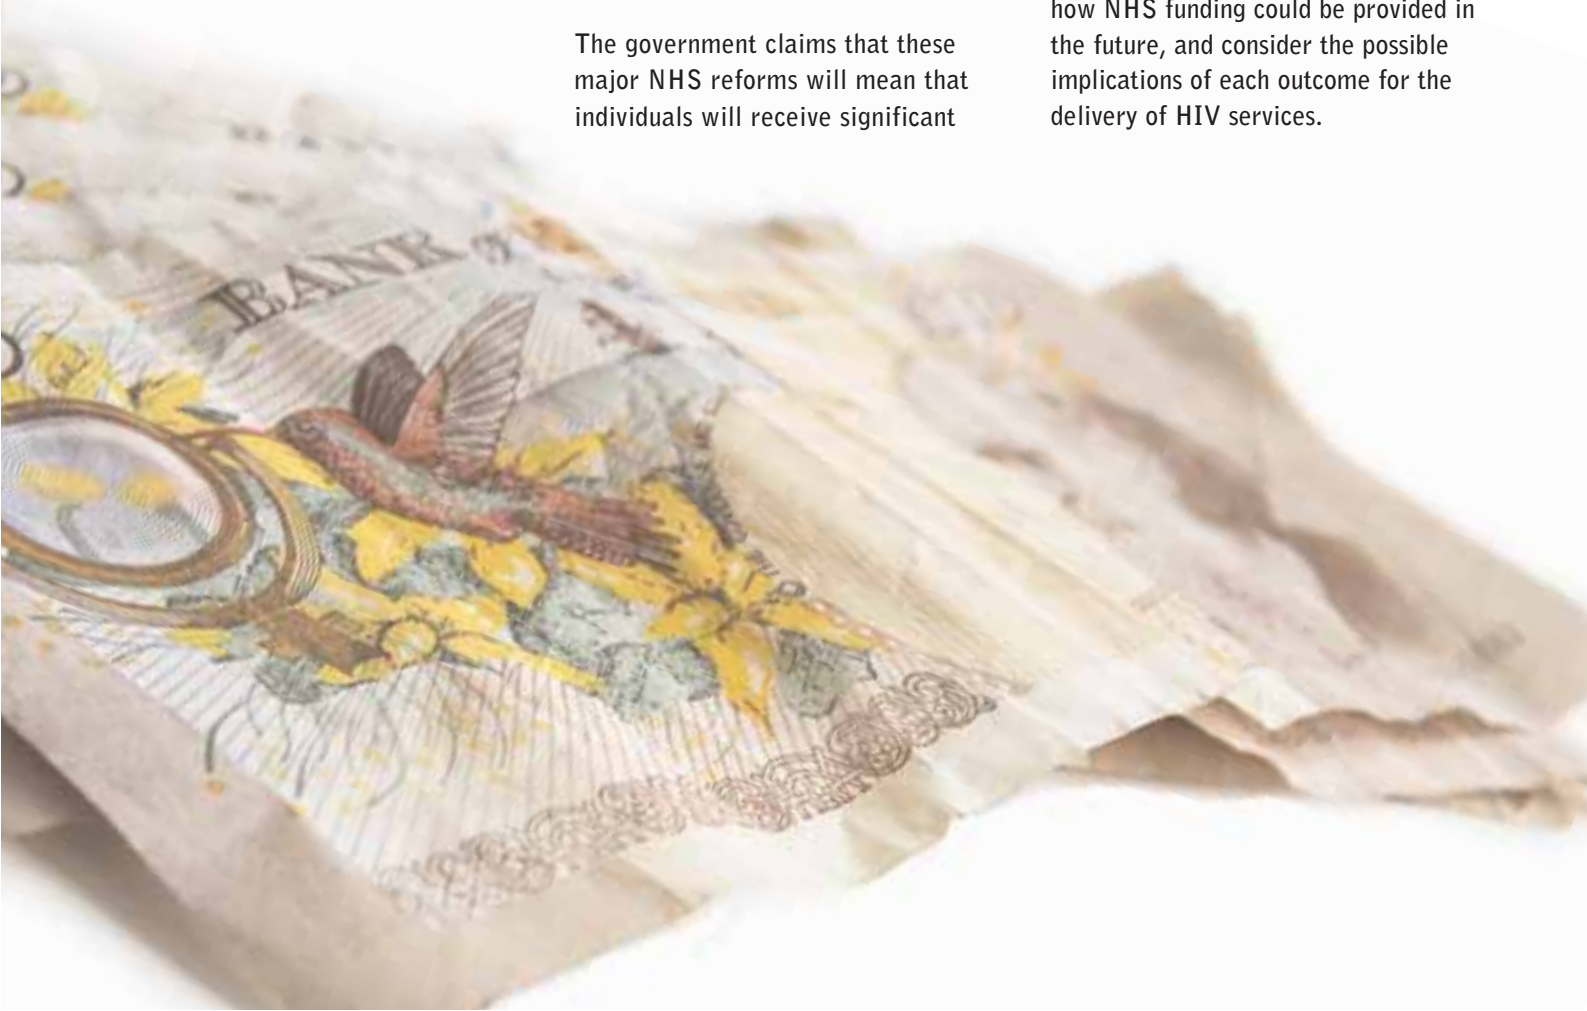 The government claims that these
major NHS reforms will mean that
individuals will receive significant
how NHS funding could be provided in
the future, and consider the possible
implications of each outcome for the
delivery of HIV services.
BANK